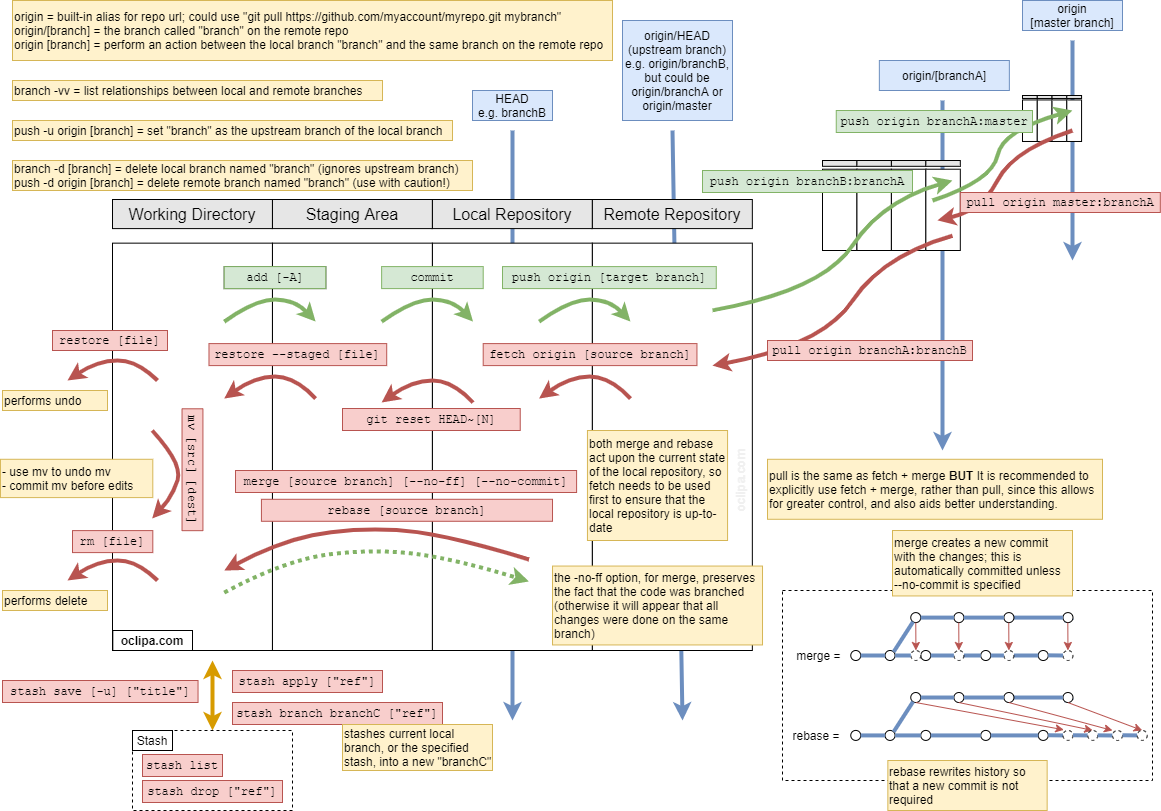 origin = built-in alias for repo url; could use "git pull https://github.com/myaccount/myrepo.git mybranch"
origin/[branch] = the branch called "branch" on the remote repo
origin [branch] = perform an action between the local branch "branch" and the same branch on the remote repo
branch -vv = list relationships between local and remote branches
push -u origin [branch] = set "branch" as the upstream branch of the local branch
branch -d [branch] = delete local branch named "branch" (ignores upstream branch)
push -d origin [branch] = delete remote branch named "branch" (use with caution!)
HEAD
e.g. branchB
origin/HEAD
(upstream branch)
e.g. origin/branchB,
but could be
origin/branchA or
origin/master
origin/[branchA]
origin
[master branch]
push origin branchA:master
push origin branchB:branchA
pull origin master:branchA
pull origin branchA:branchB
Working Directory
Staging Area
Local Repository
Remote Repository
add [-A]
commit
push origin [target branch]
restore [file]
restore --staged [file]
fetch origin [source branch]
performs undo
git reset HEAD~[N]
mv [src] [dest]
- use mv to undo mv
- commit mv before edits
both merge and rebase
act upon the current state
of the local repository, so
fetch needs to be used
first to ensure that the
local repository is up-to-
date
oclipa.com
merge [source branch] [--no-ff] [--no-commit]
rebase [source branch]
rm [file]
performs delete
the -no-ff option, for merge, preserves
the fact that the code was branched
(otherwise it will appear that all
changes were done on the same
branch)
oclipa.com
pull is the same as fetch + merge BUT It is recommended to
explicitly use fetch + merge, rather than pull, since this allows
for greater control, and also aids better understanding.
merge creates a new commit
with the changes; this is
automatically committed unless
--no-commit is specified
merge =
rebase =
rebase rewrites history so
that a new commit is not
required
stash save [-u] ["title"]
stash apply ["ref"]
stash branch branchC ["ref"]
stashes current local
branch, or the specified
stash, into a new "branchC"
Stash
stash list
stash drop ["ref"]